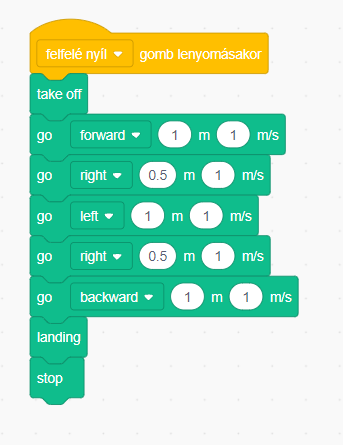 felfelé nyíl gomb lenyomásakor
take off
go forward 1 m 1 m/s
go right 0.5 m 1 m/s
go left 1 m 1 m/s
go right 0.5 m 1 m/s
go backward 1 m 1 m/s
landing
stop